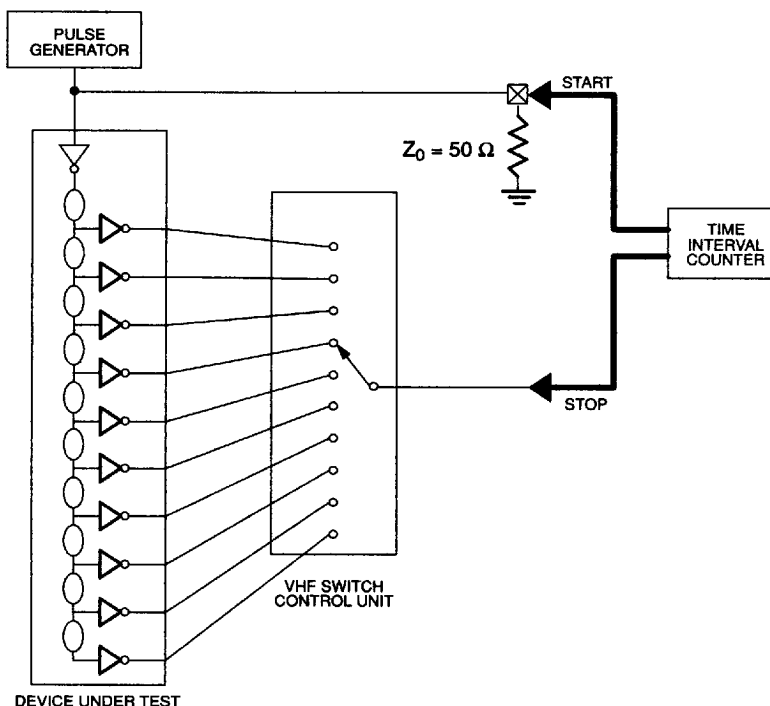 PULSE
GENERATOR
START
Z₀ = 50 Ω
TIME
INTERVAL
COUNTER
STOP
VHF SWITCH
CONTROL UNIT
DEVICE UNDER TEST